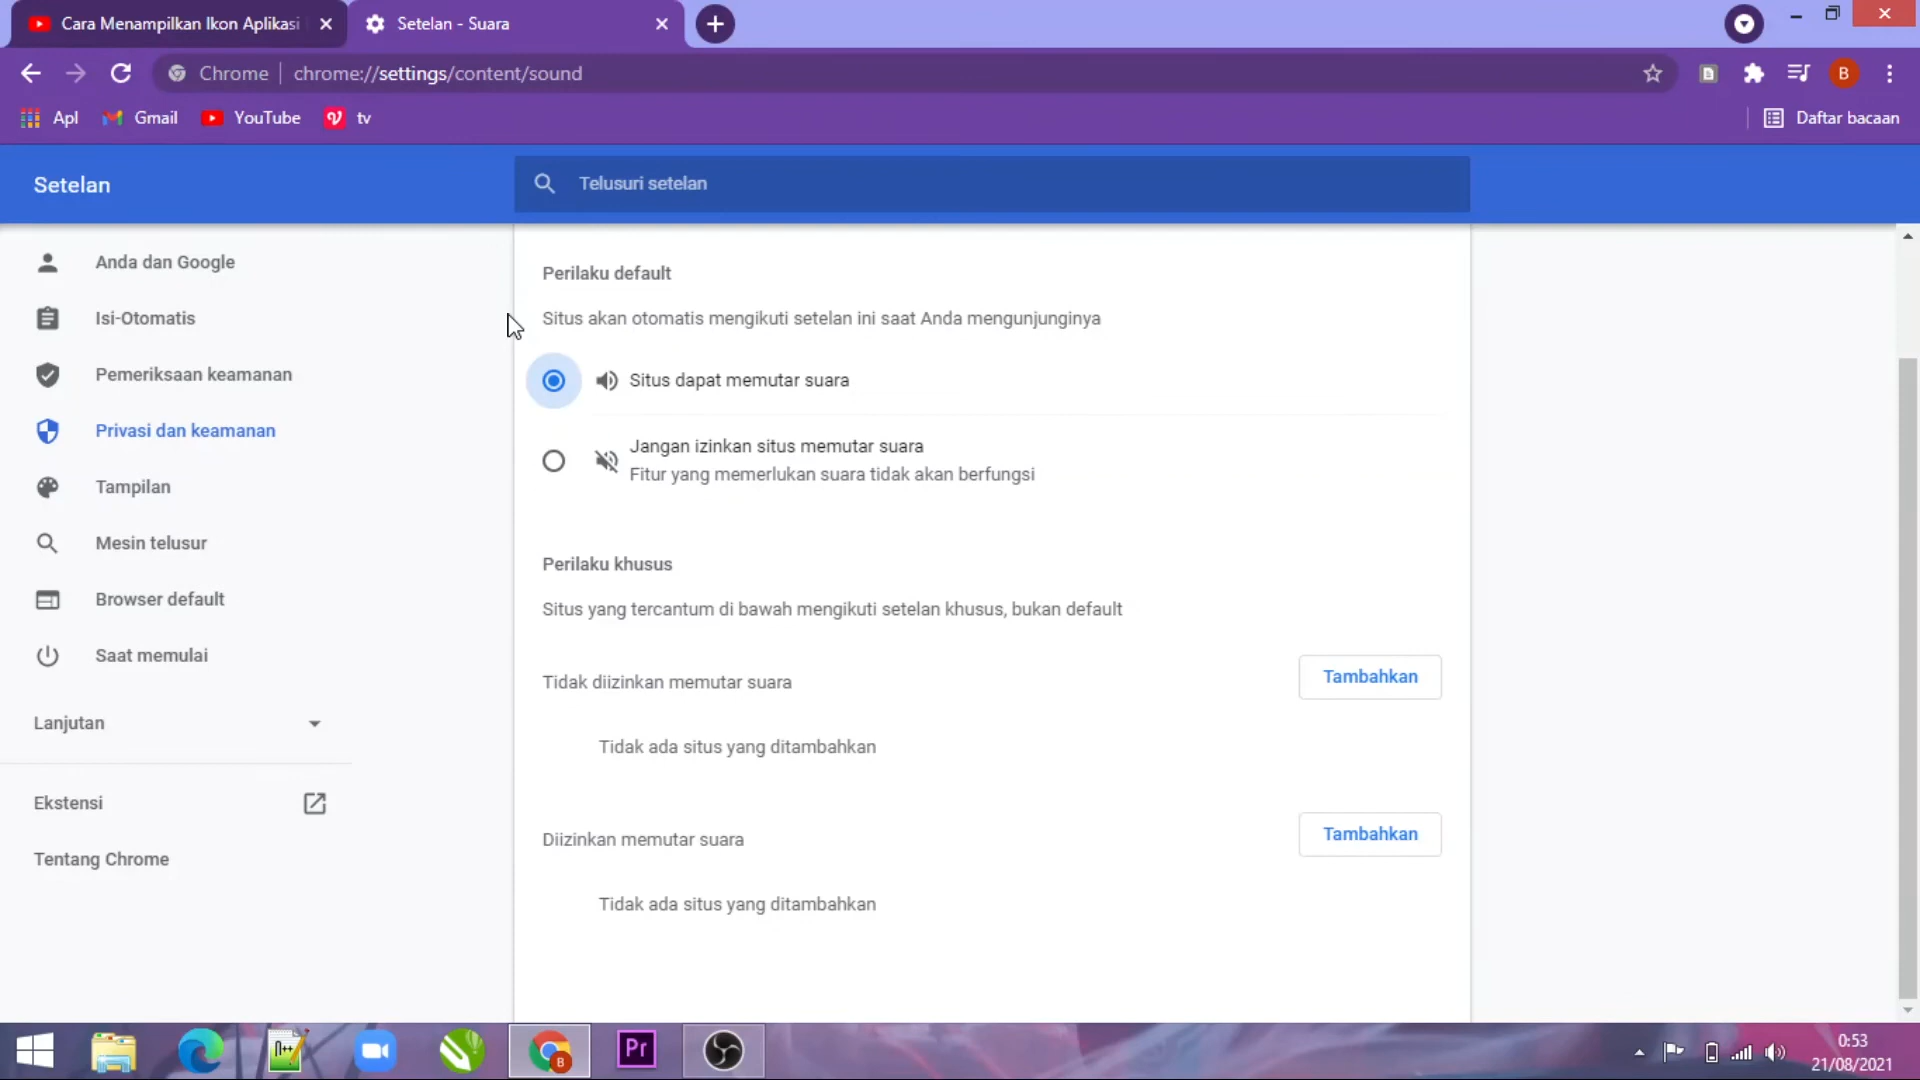 Cara Menampilkan Ikon Aplikasi
Setelan - Suara
Chrome
chrome://settings/content/sound
B
Apl
Gmail
YouTube
tv
Daftar bacaan
Setelan
Telusuri setelan
Anda dan Google
Isi-Otomatis
Pemeriksaan keamanan
Privasi dan keamanan
Tampilan
Mesin telusur
Browser default
Saat memulai
Lanjutan
Ekstensi
Tentang Chrome
Perilaku default
Situs akan otomatis mengikuti setelan ini saat Anda mengunjunginya
Situs dapat memutar suara
Jangan izinkan situs memutar suara
Fitur yang memerlukan suara tidak akan berfungsi
Perilaku khusus
Situs yang tercantum di bawah mengikuti setelan khusus, bukan default
Tidak diizinkan memutar suara
Tambahkan
Tidak ada situs yang ditambahkan
Diizinkan memutar suara
Tambahkan
Tidak ada situs yang ditambahkan
n++
B
Pr
0:53
21/08/2021